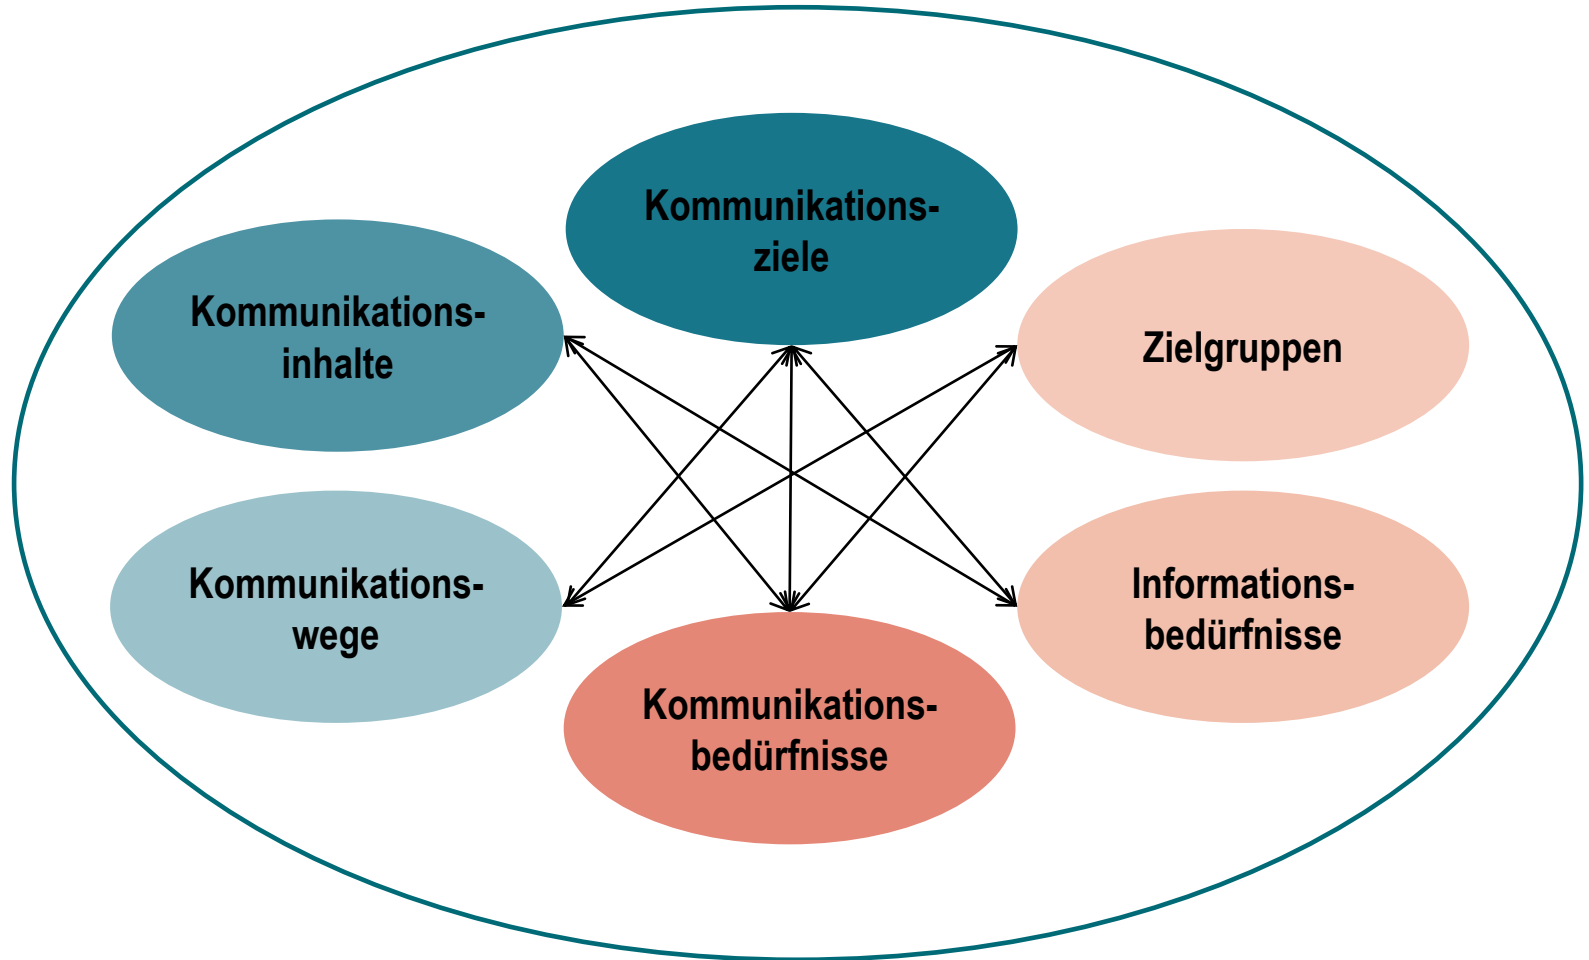 Kommunikations-
ziele
Kommunikations-
inhalte
Zielgruppen
Kommunikations-
wege
Informations-
bedürfnisse
Kommunikations-
bedürfnisse